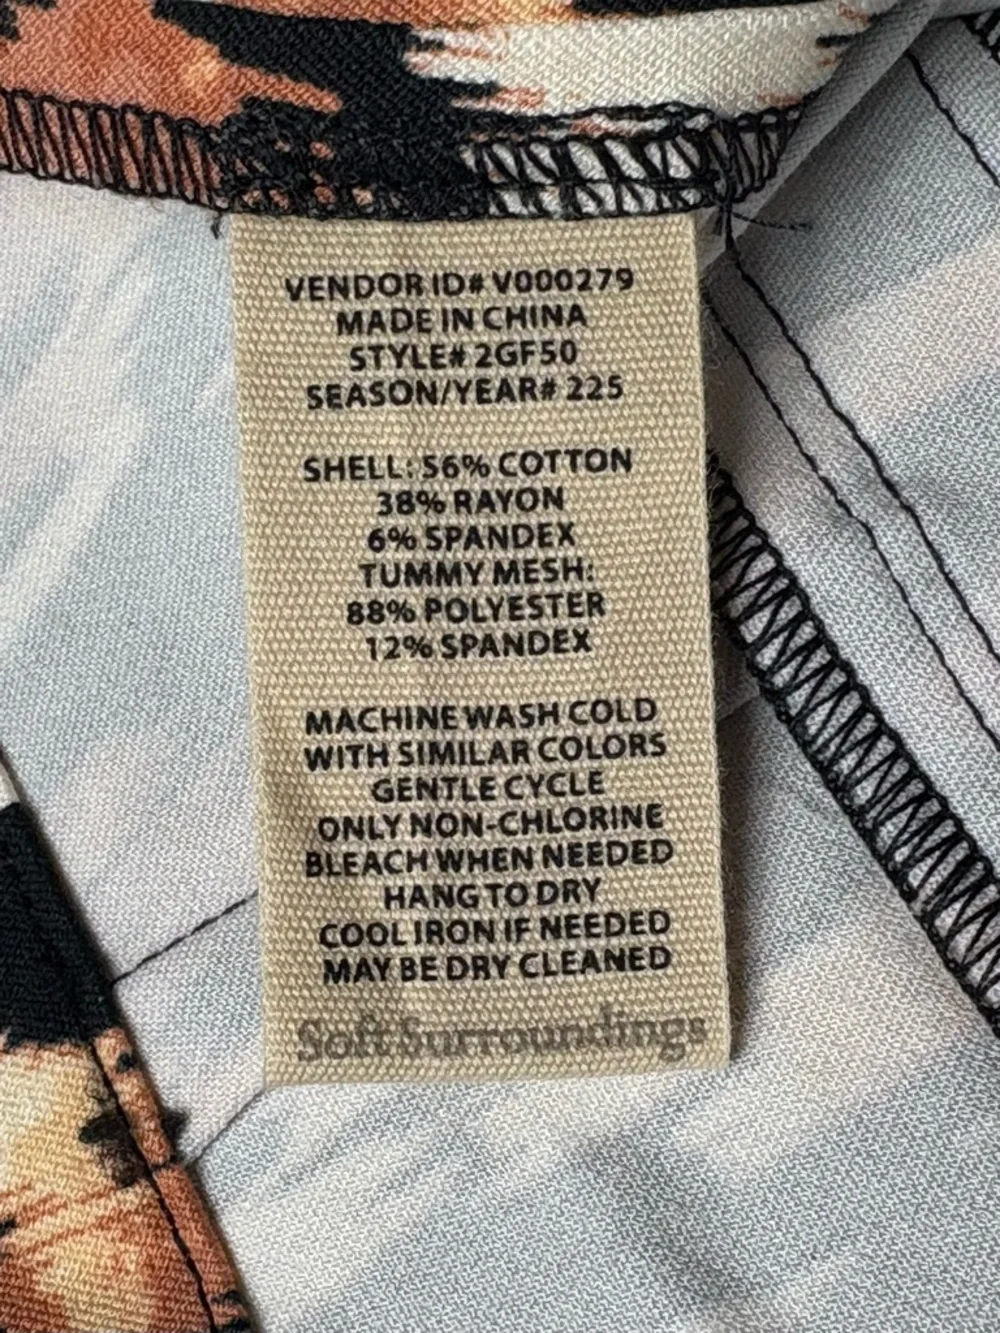 VENDOR ID# V000279
MADE IN CHINA
STYLE# 2GF50
SEASON/YEAR# 225
SHELL: 56% COTTON
38% RAYON
6% SPANDEX
TUMMY MESH:
88% POLYESTER
12% SPANDEX
MACHINE WASH COLD
WITH SIMILAR COLORS
GENTLE CYCLE
ONLY NON-CHLORINE
BLEACH WHEN NEEDED
HANG TO DRY
COOL IRON IF NEEDED
MAY BE DRY CLEANED
Soft Surroundings